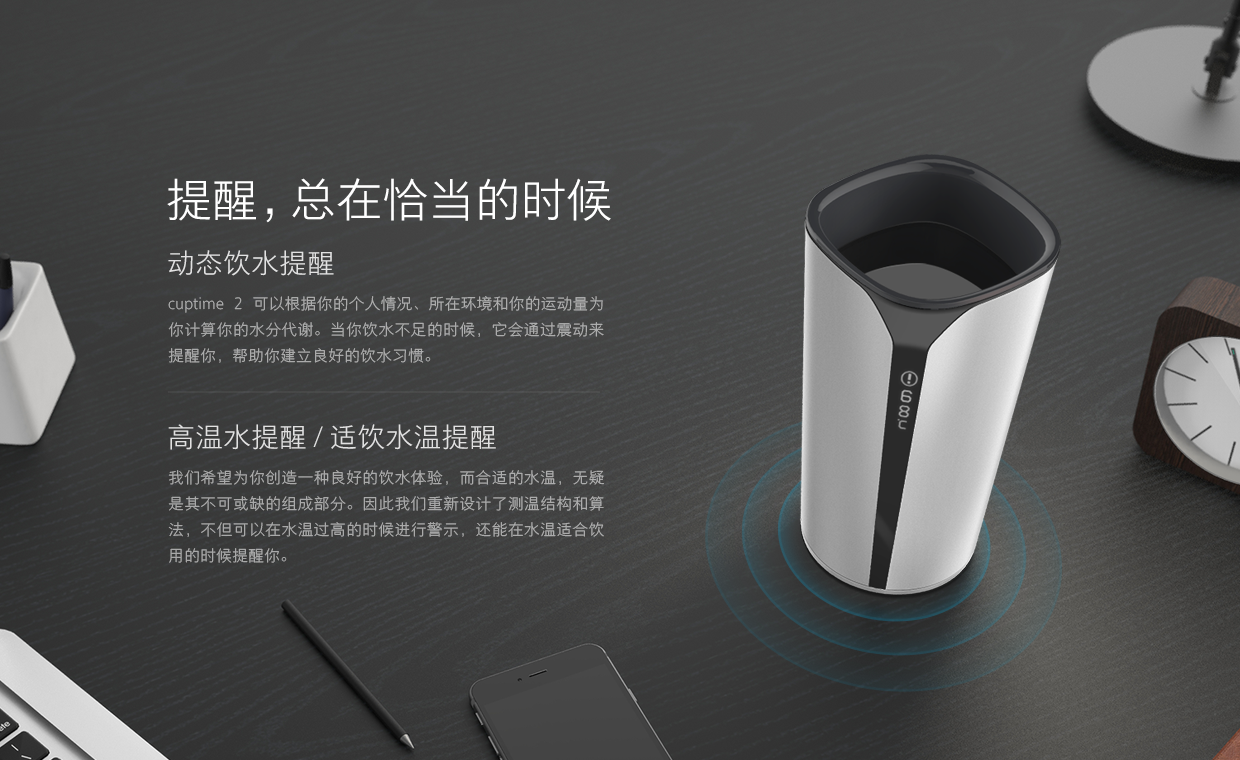 提醒，总在恰当的时候
动态饮水提醒
cuptime 2 可以根据你的个人情况、所在环境和你的运动量为
你计算你的水分代谢。当你饮水不足的时候，它会通过震动来
提醒你，帮助你建立良好的饮水习惯。
高温水提醒 / 适饮水温提醒
我们希望为你创造一种良好的饮水体验，而合适的水温，无疑
是其不可或缺的组成部分。因此我们重新设计了测温结构和算
法，不但可以在水温过高的时候进行警示，还能在水温适合饮
用的时候提醒你。
68
c